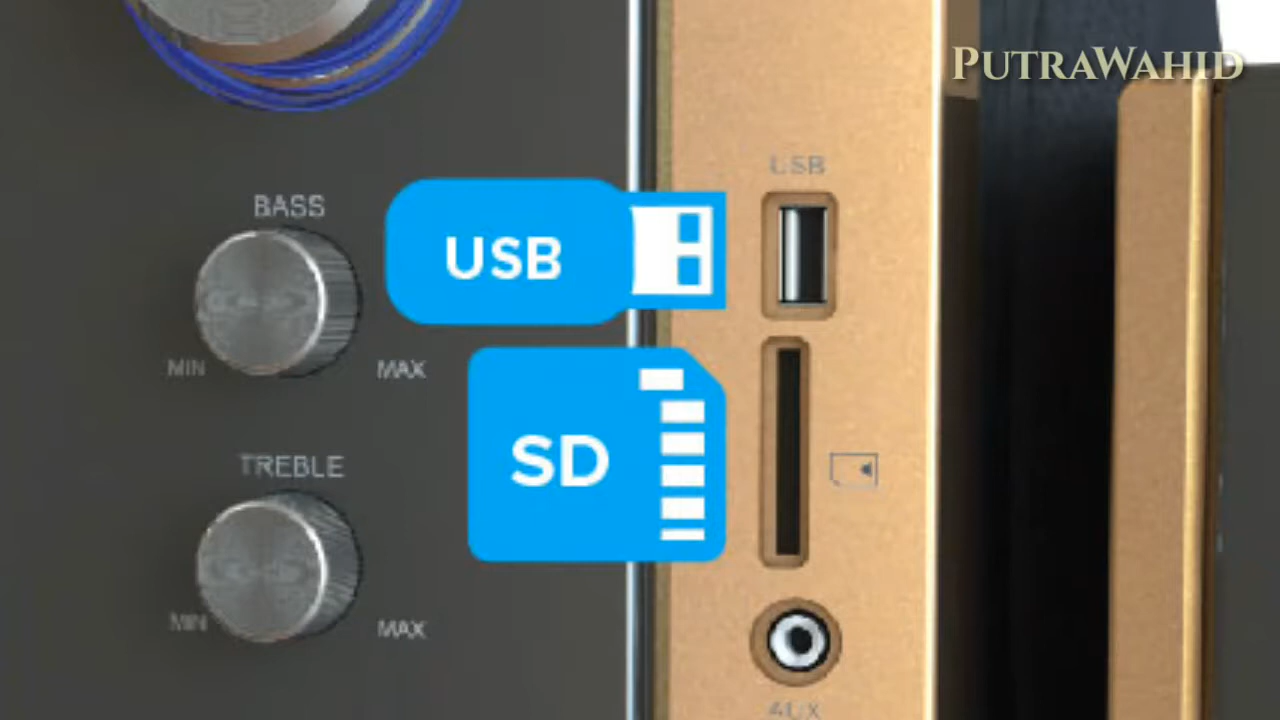 PUTRAWAHID
USB
BASS
USB
MIN
MAX
SD
TREBLE
MIN
MAX
AUX